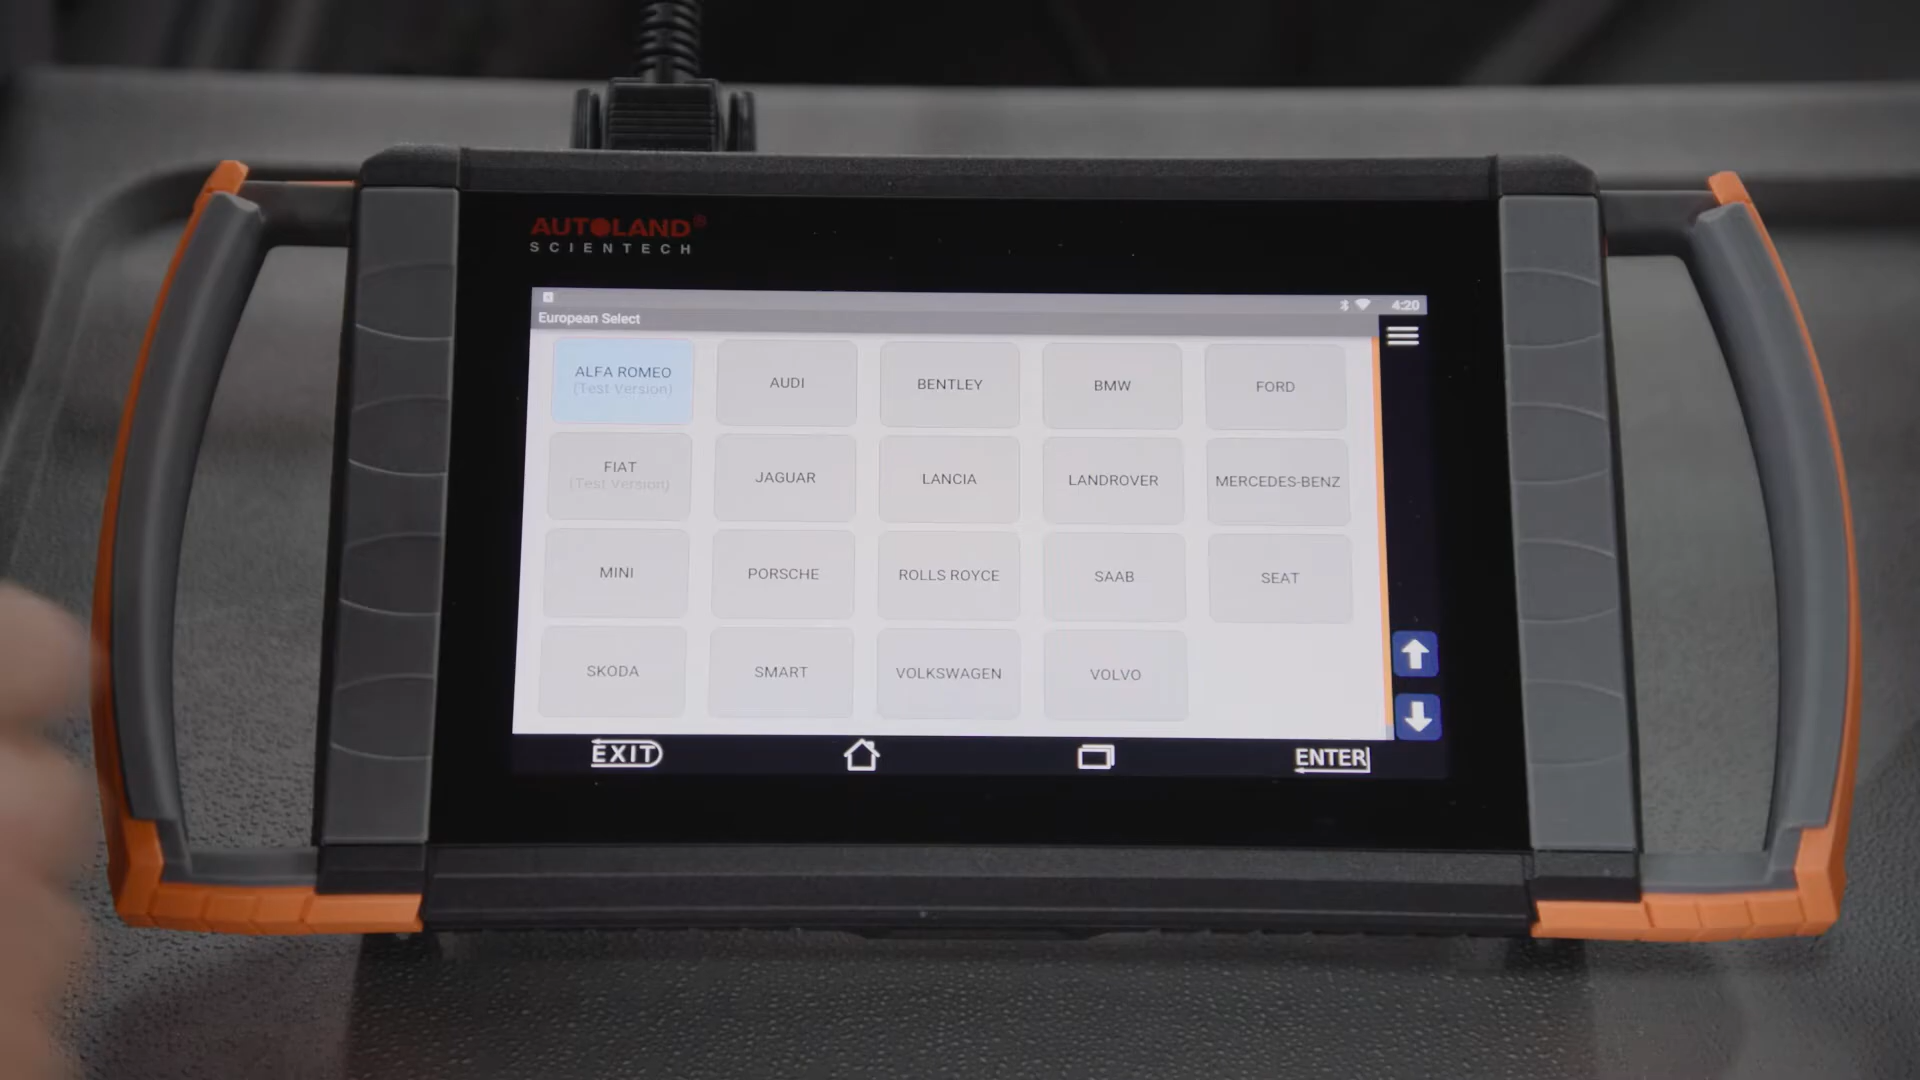 AUTOLAND®
SCIENTECH
4:20
European Select
ALFA ROMEO
(Test Version)
AUDI
BENTLEY
BMW
FORD
FIAT
(Test Version)
JAGUAR
LANCIA
LANDROVER
MERCEDES-BENZ
MINI
PORSCHE
ROLLS ROYCE
SAAB
SEAT
SKODA
SMART
VOLKSWAGEN
VOLVO
EXIT
ENTER